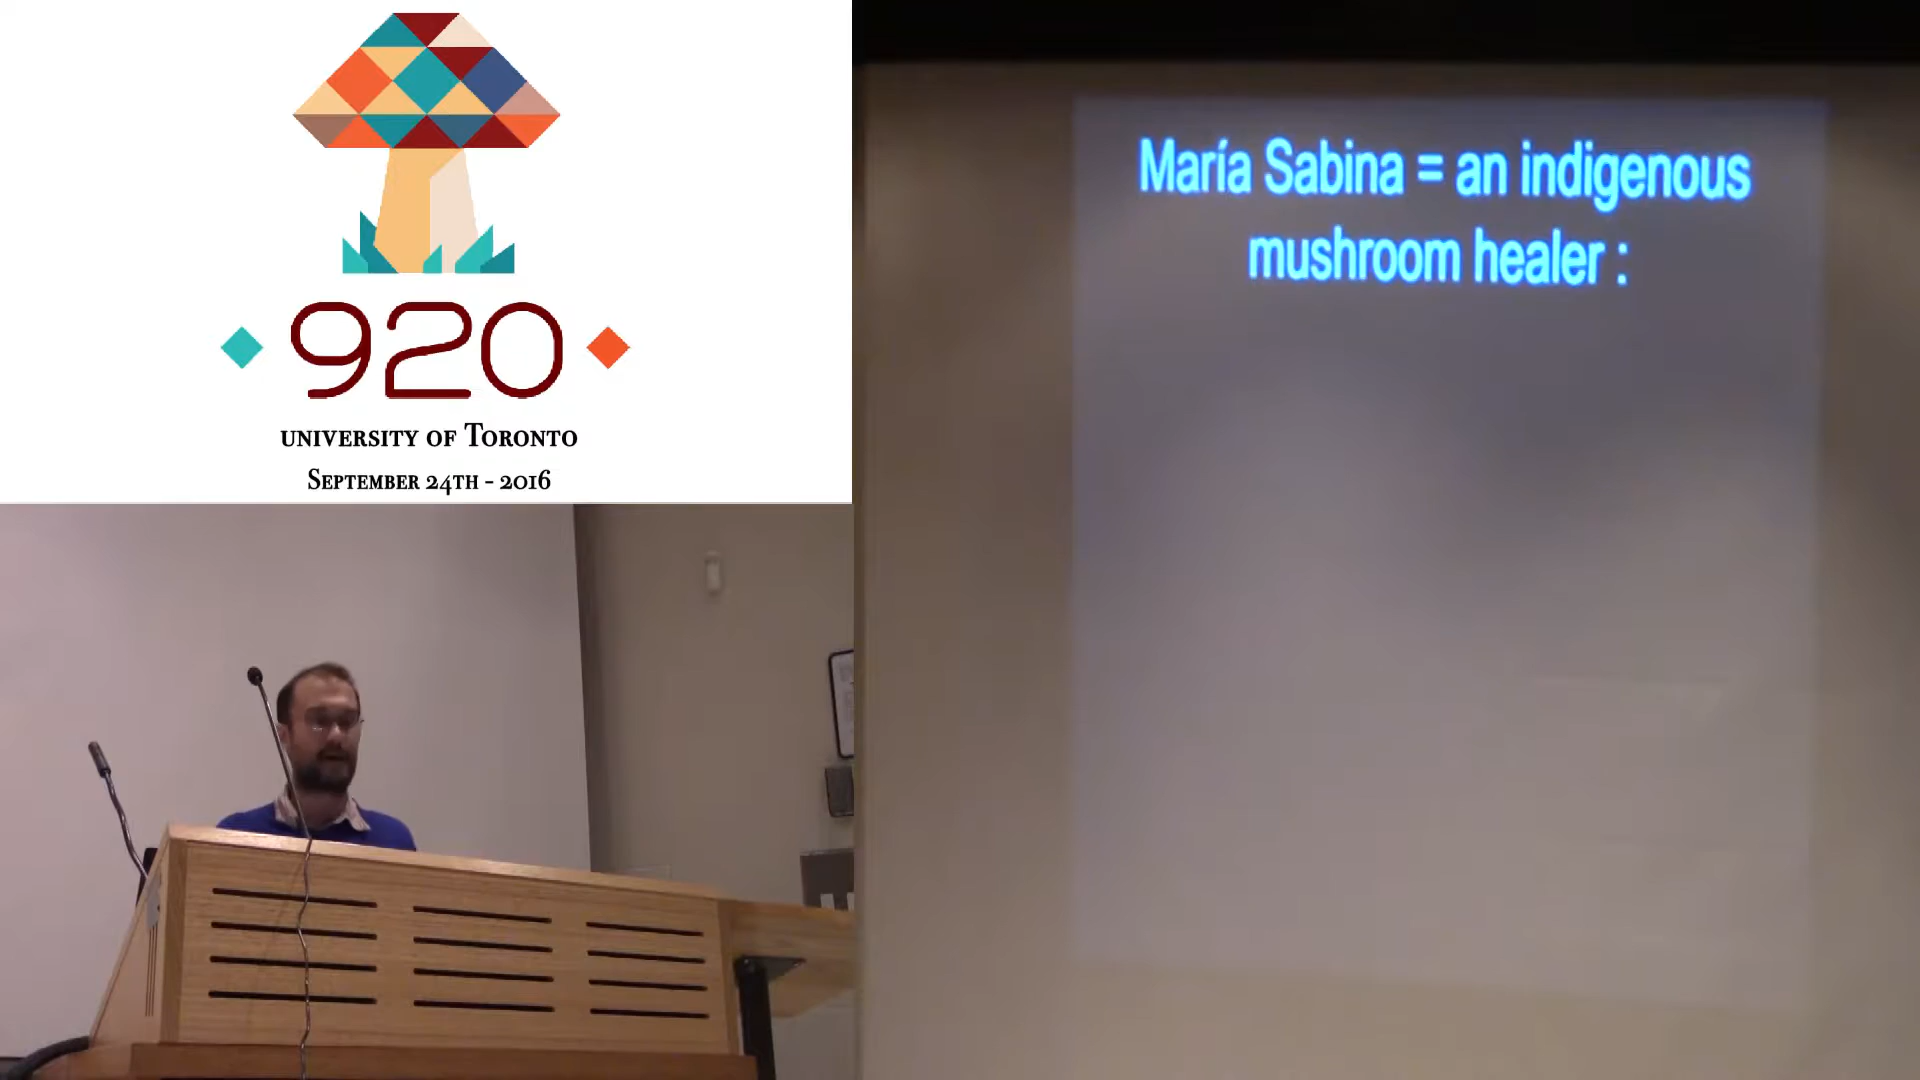 920
UNIVERSITY OF TORONTO
SEPTEMBER 24TH - 2016
María Sabina = an indigenous
mushroom healer :